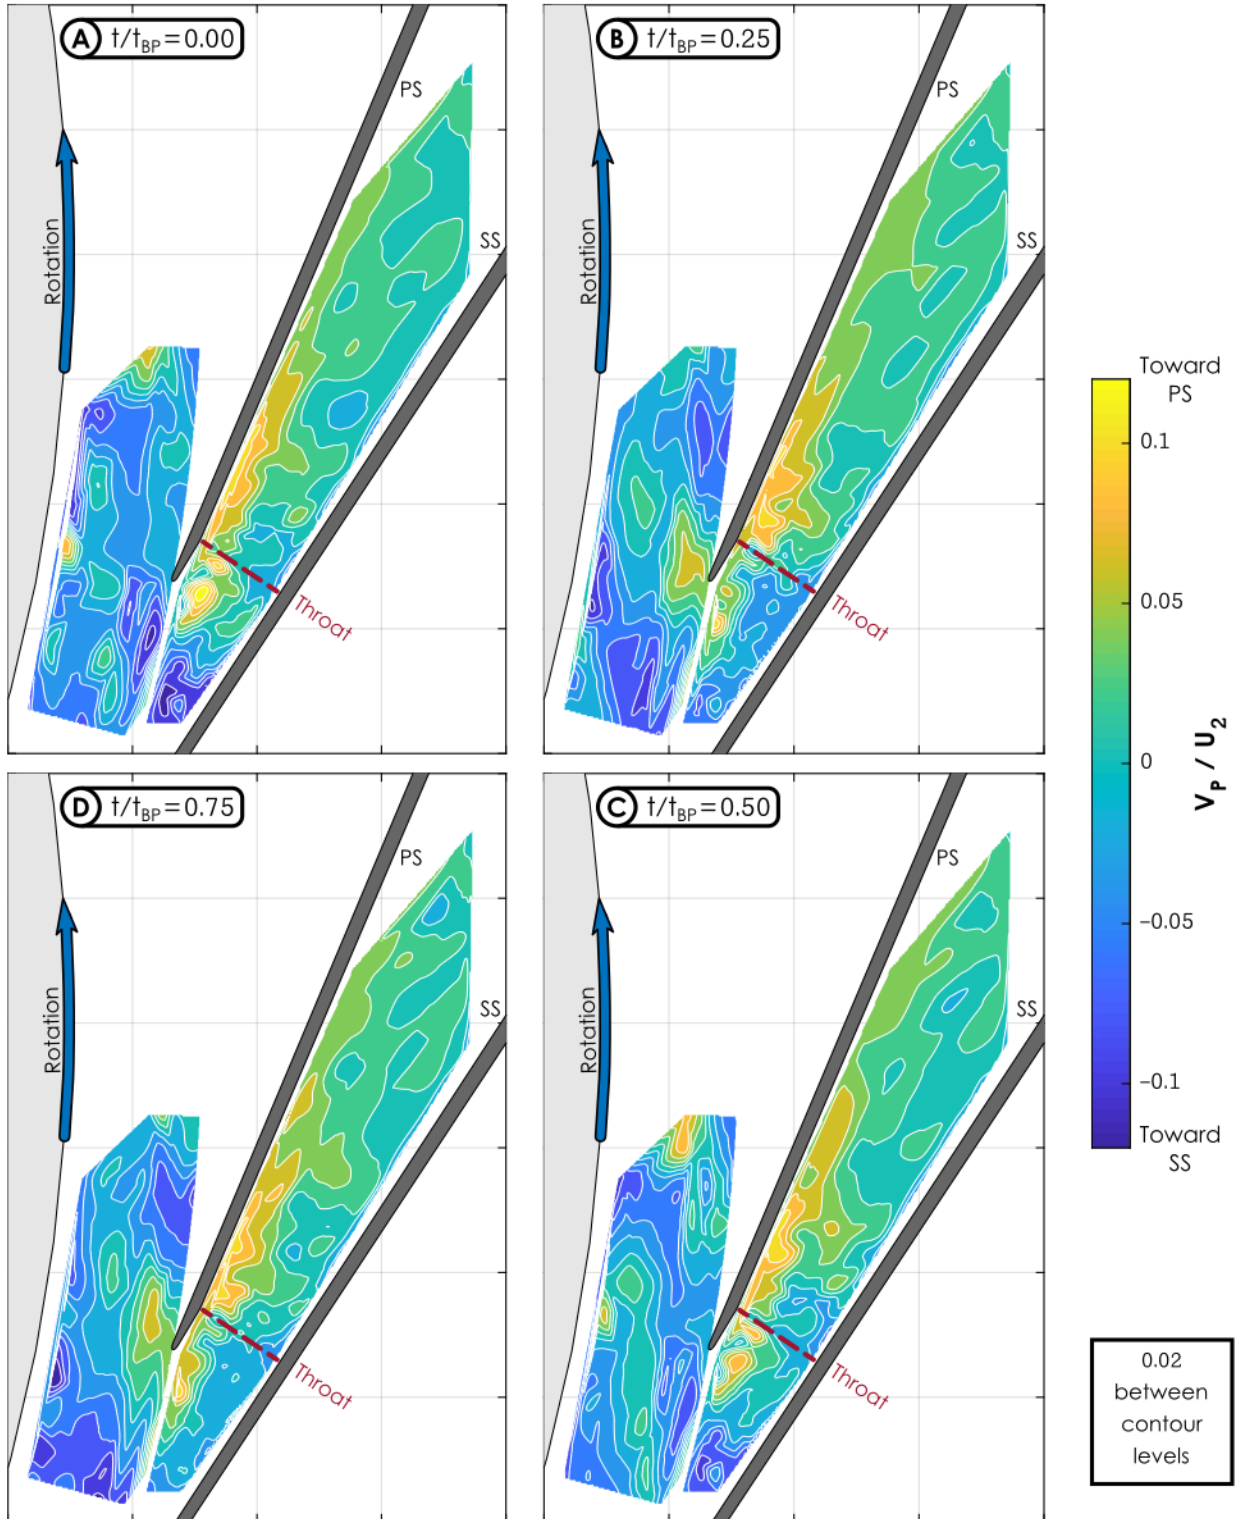 A t/tBP=0.00
PS
SS
Rotation
Throat
B t/tBP=0.25
PS
SS
Rotation
Throat
D t/tBP=0.75
PS
SS
Rotation
Throat
C t/tBP=0.50
PS
SS
Rotation
Throat
Toward
PS
0.1
0.05
0
−0.05
−0.1
Toward
SS
VP / U2
0.02
between
contour
levels